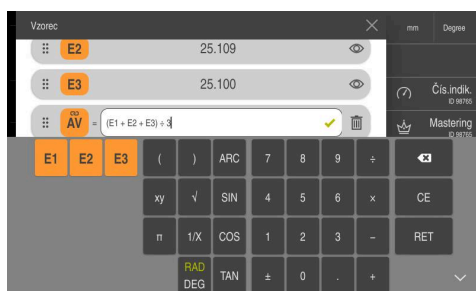 Vzorec
mm Degree
E2 25.109
E3 25.100
Čís.indik.
ID 98765
AV = (E1 + E2 + E3) ÷ 3
Mastering
ID 98765
E1 E2 E3 ( ) ARC 7 8 9 ÷
xy √ SIN 4 5 6 × CE
π 1/X COS 1 2 3 − RET
RAD
DEG TAN ± 0 . +